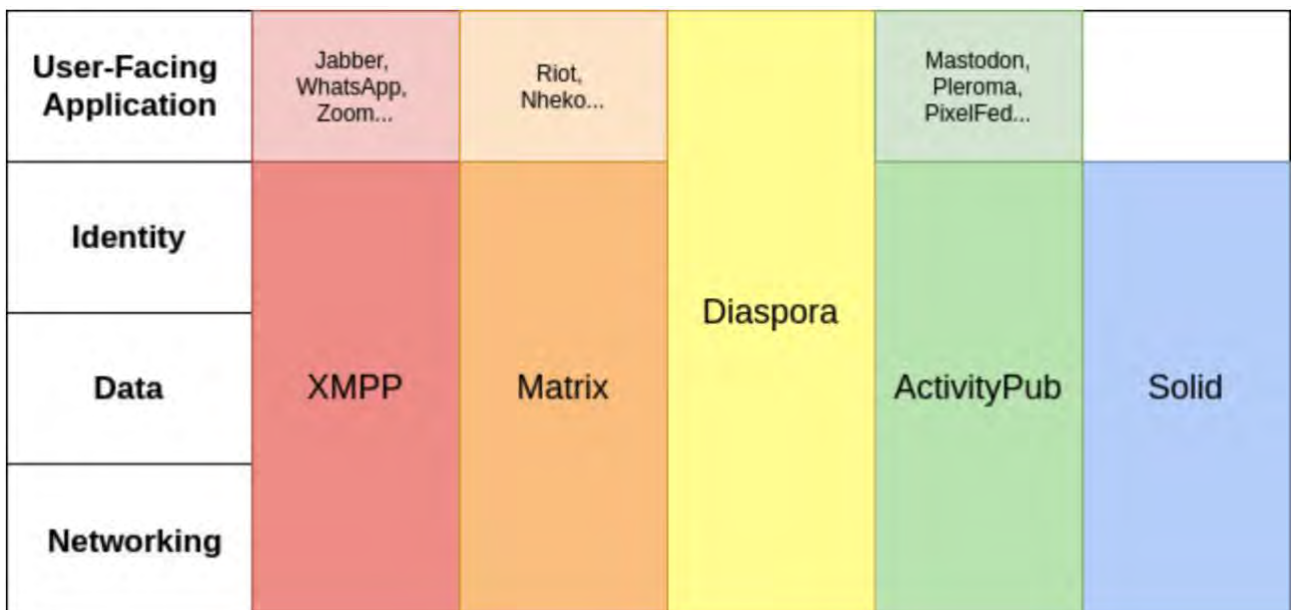 User-Facing
Application
Jabber,
WhatsApp,
Zoom...
Riot,
Nheko...
Mastodon,
Pleroma,
PixelFed...
Identity
Diaspora
Data
XMPP
Matrix
ActivityPub
Solid
Networking